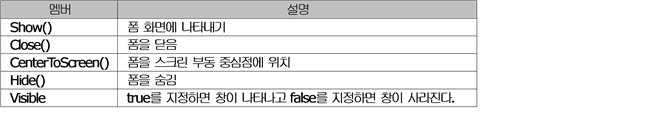 멤버 설명
Show() 폼 화면에 나타내기
Close() 폼을 닫음
CenterToScreen() 폼을 스크린 부동 중심점에 위치
Hide() 폼을 숨김
Visible true를 지정하면 창이 나타나고 false를 지정하면 창이 사라진다.